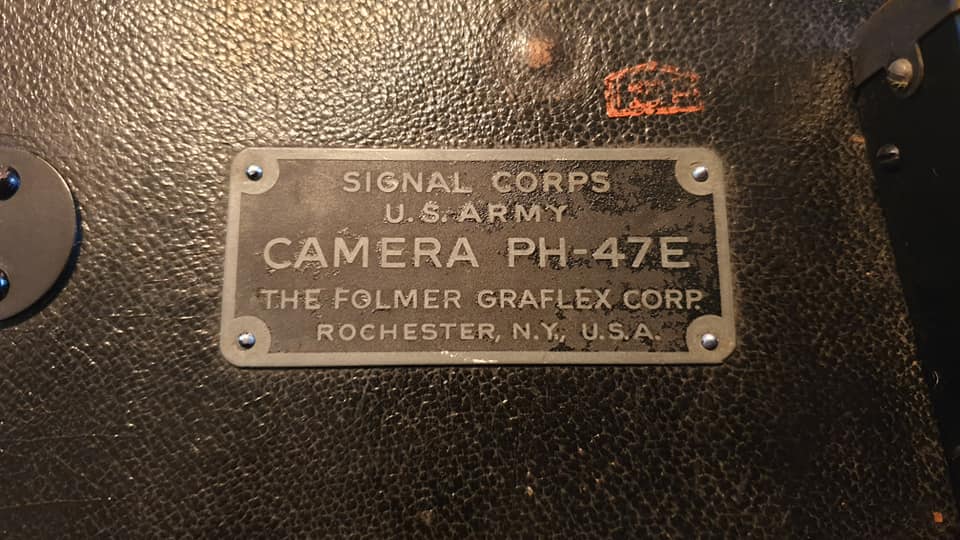 SIGNAL CORPS
U.S. ARMY
CAMERA PH-47E
THE FOLMER GRAFLEX CORP.
ROCHESTER, N.Y., U.S.A.